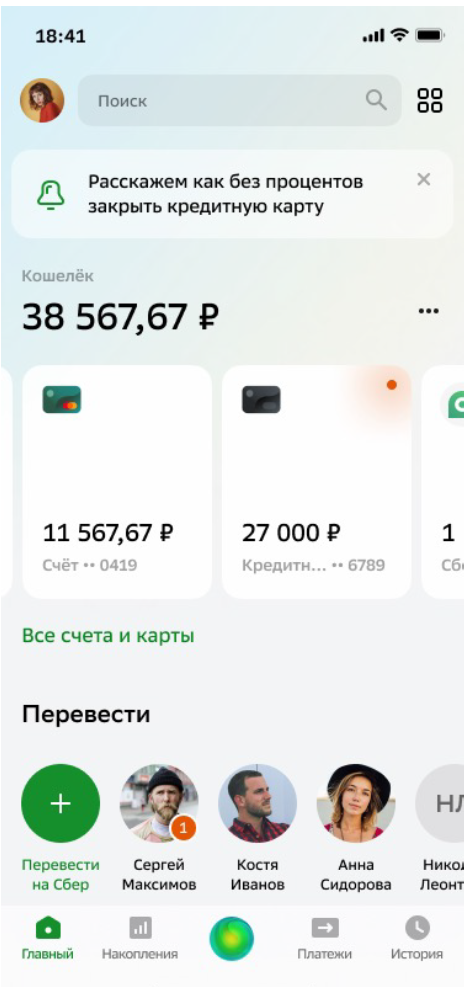 18:41
Поиск
Расскажем как без процентов
закрыть кредитную карту
Кошелёк
38 567,67 ₽
11 567,67 ₽
Счёт •• 0419
27 000 ₽
Кредитн... •• 6789
1
Сб
Все счета и карты
Перевести
+
Перевести
на Сбер
1
Сергей
Максимов
Костя
Иванов
Анна
Сидорова
НЛ
Никол
Леонт
Главный
Накопления
Платежи
История